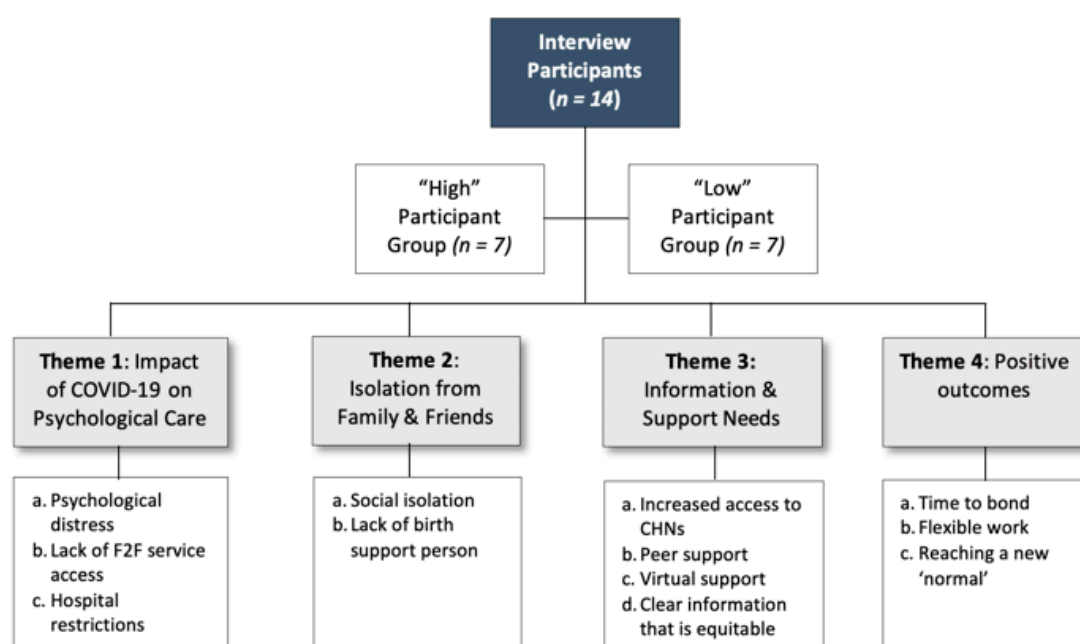 Interview
Participants
(n = 14)
“High”
Participant
Group (n = 7)
“Low”
Participant
Group (n = 7)
Theme 1: Impact
of COVID-19 on
Psychological Care
Theme 2:
Isolation from
Family & Friends
Theme 3:
Information &
Support Needs
Theme 4: Positive
outcomes
a. Psychological
distress
b. Lack of F2F service
access
c. Hospital
restrictions
a. Social isolation
b. Lack of birth
support person
a. Increased access to
CHNs
b. Peer support
c. Virtual support
d. Clear information
that is equitable
a. Time to bond
b. Flexible work
c. Reaching a new
‘normal’